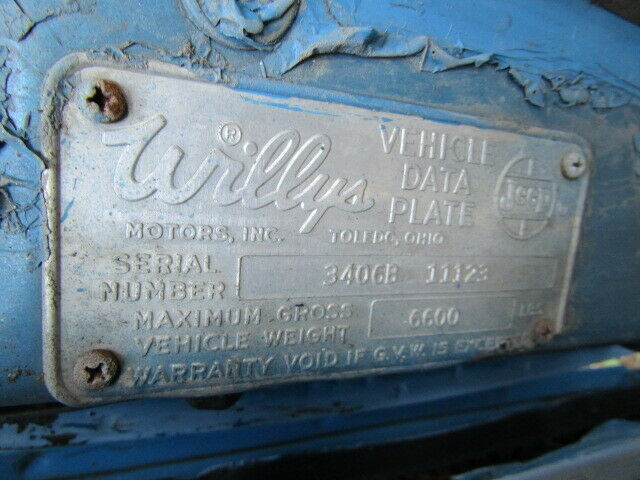 Willys ®
VEHICLE
DATA
PLATE
Jeep
MOTORS, INC. TOLEDO, OHIO
SERIAL
NUMBER 3406B 11123
MAXIMUM GROSS
VEHICLE WEIGHT 6600 LBS.
WARRANTY VOID IF G.V.W. IS